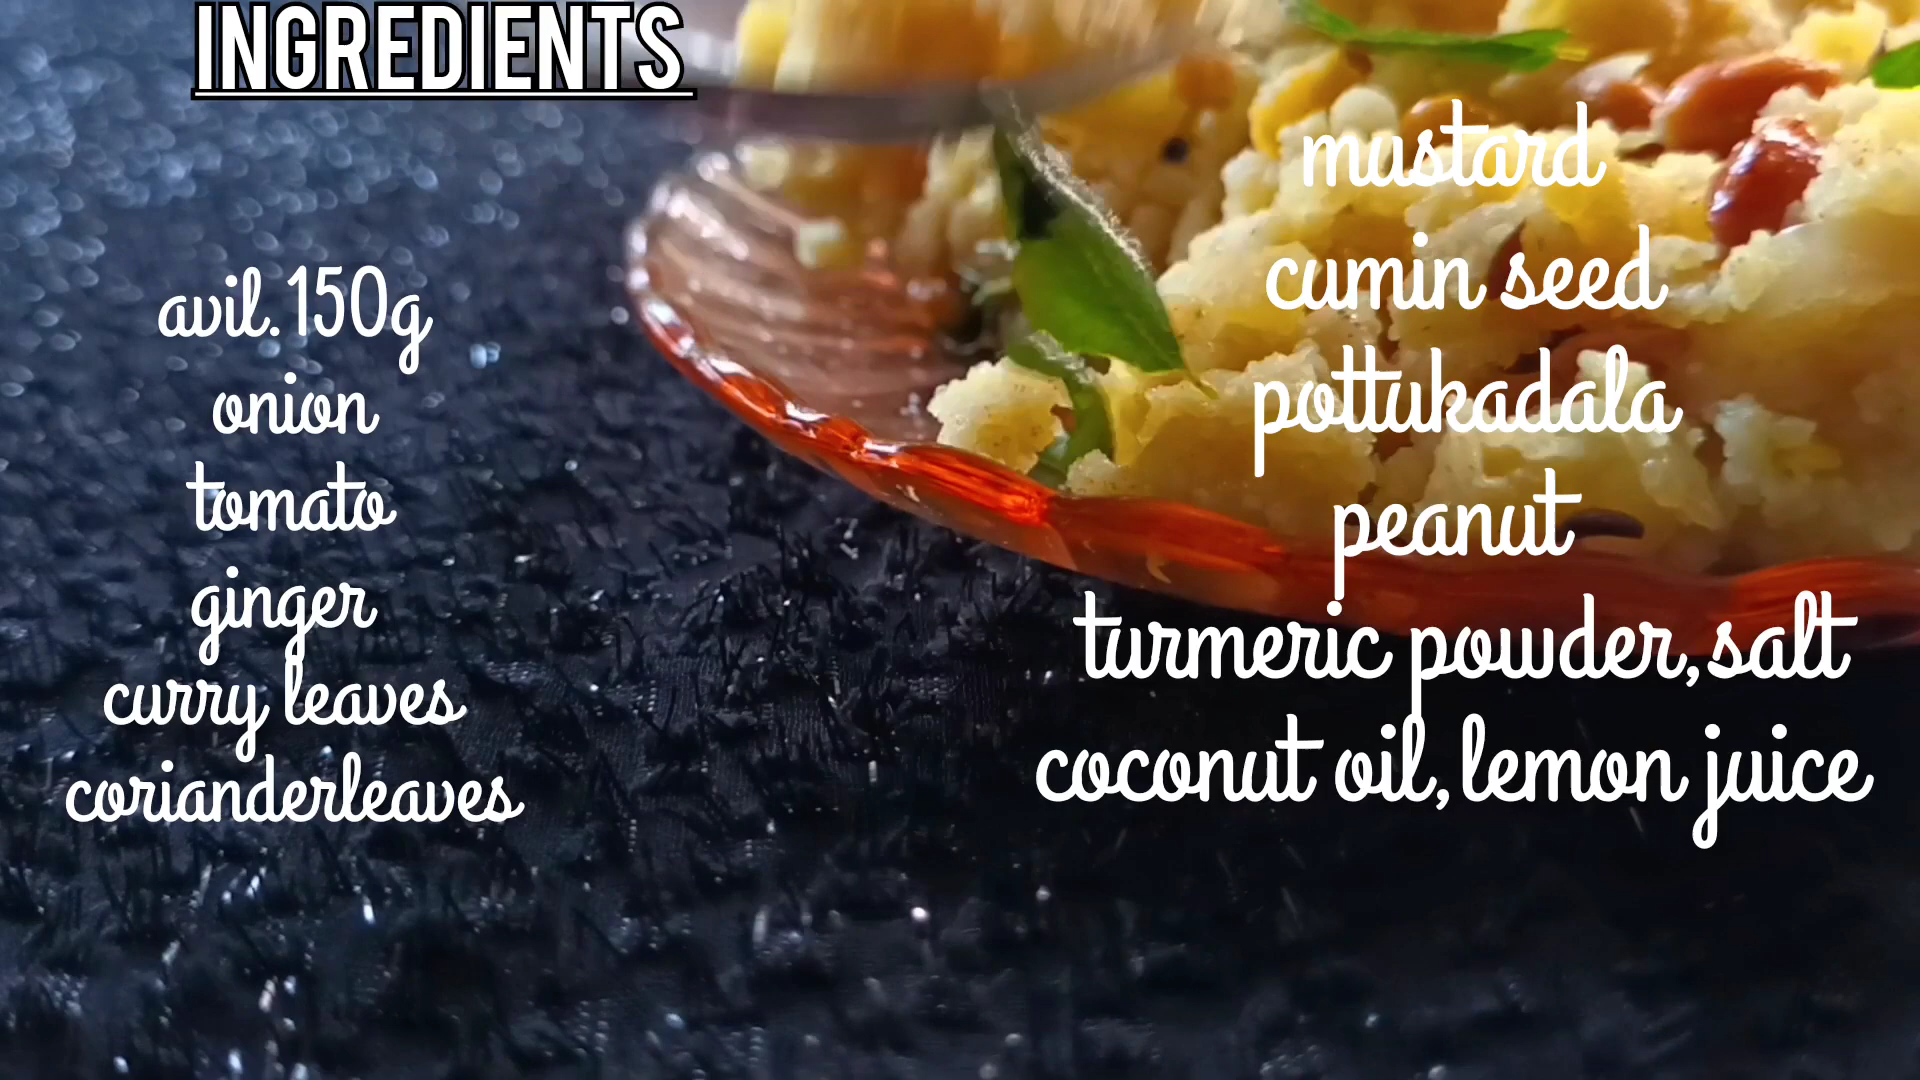 INGREDIENTS
avil.150g
onion
tomato
ginger
curry leaves
corianderleaves
mustard
cumin seed
pottukadala
peanut
turmeric powder,salt
coconut oil,lemon juice